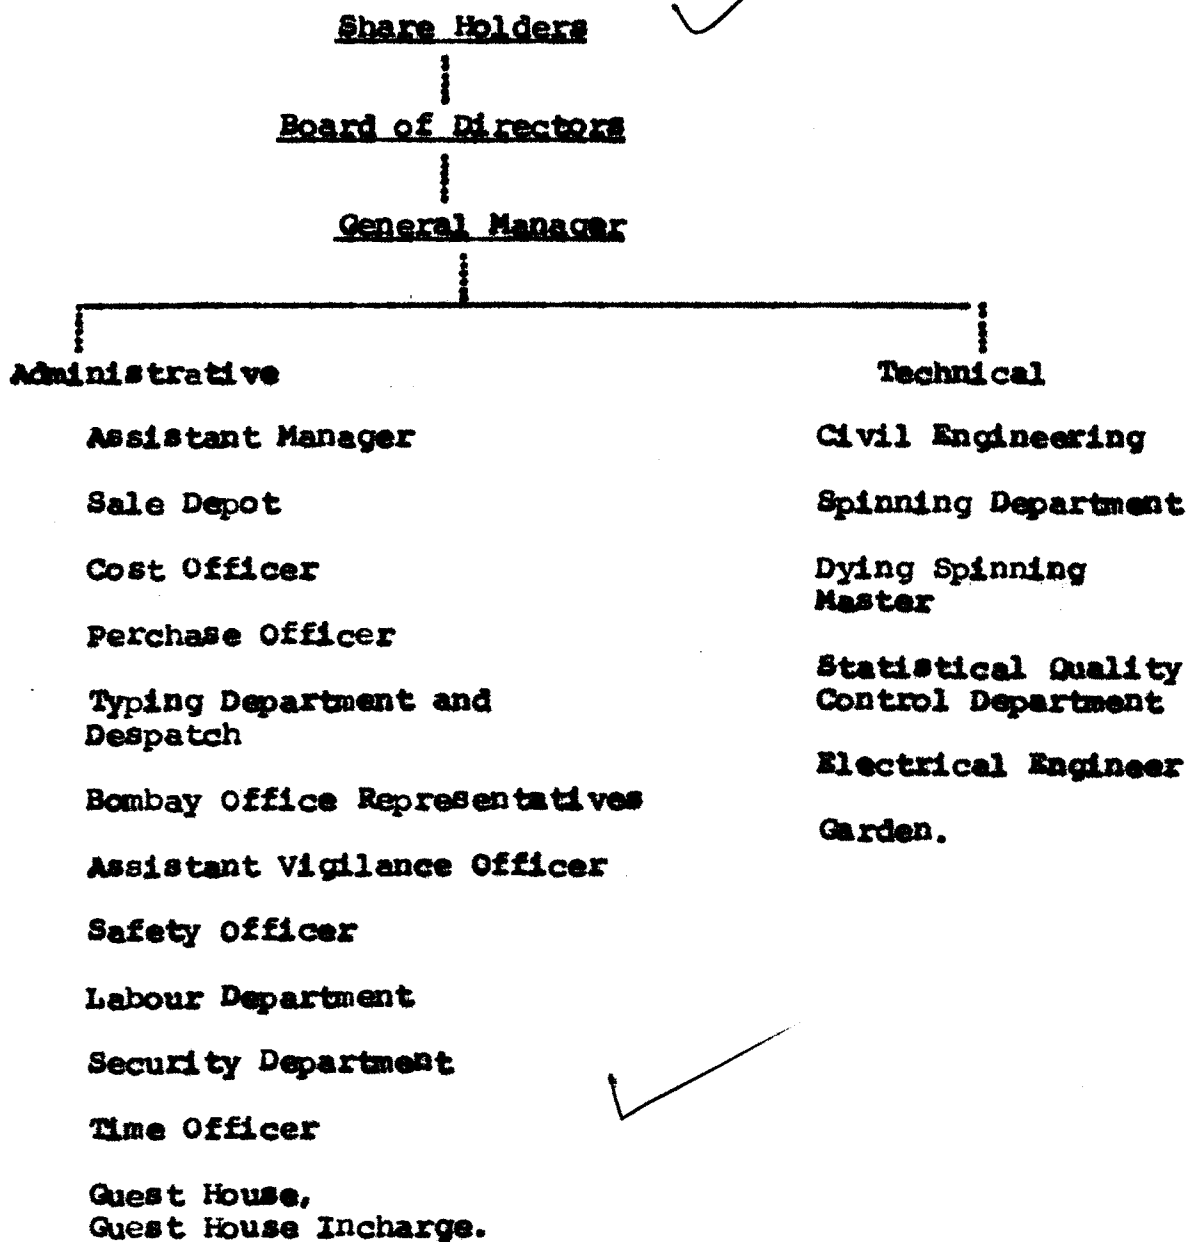 Share Holders
Board of Directors
General Manager
Administrative
Assistant Manager
Sale Depot
Cost Officer
Perchase Officer
Typing Department and
Despatch
Bombay Office Representatives
Assistant Vigilance Officer
Safety Officer
Labour Department
Security Department
Time Officer
Guest House,
Guest House Incharge.
Technical
Civil Engineering
Spinning Department
Dying Spinning
Master
Statistical Quality
Control Department
Electrical Engineer
Garden.